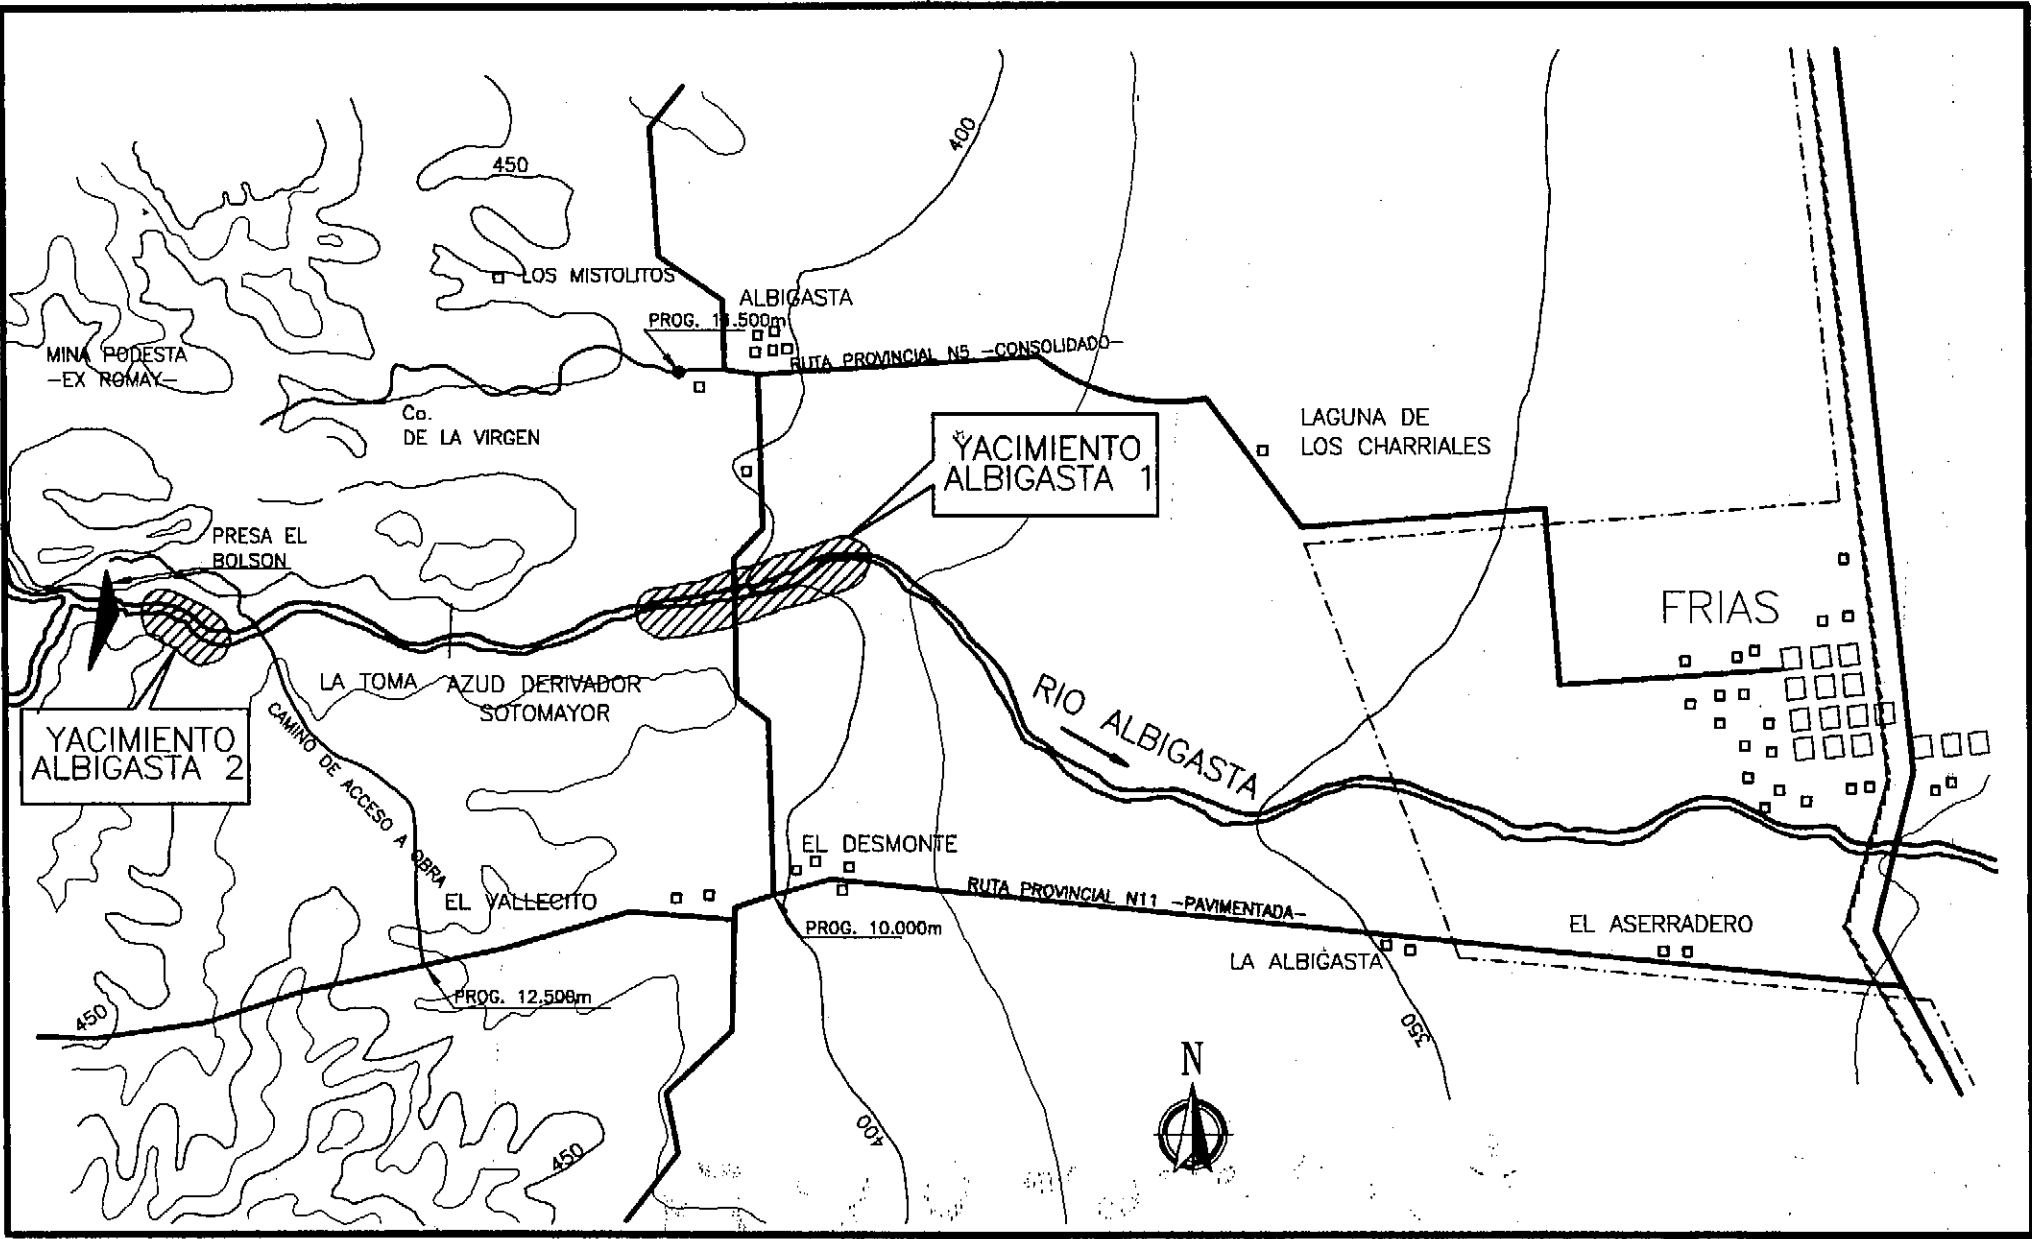 400
450
LOS MISTOLITOS
ALBIGASTA
PROG. 11.500m
RUTA PROVINCIAL N5 -CONSOLIDADO-
MINA PODESTA
-EX ROMAY-
Co.
DE LA VIRGEN
LAGUNA DE
LOS CHARRIALES
YACIMIENTO
ALBIGASTA 1
PRESA EL
BOLSON
FRIAS
LA TOMA
AZUD DERIVADOR
SOTOMAYOR
RIO ALBIGASTA
YACIMIENTO
ALBIGASTA 2
CAMINO DE ACCESO A OBRA
EL DESMONTE
EL VALLECITO
RUTA PROVINCIAL N11 -PAVIMENTADA-
PROG. 10.000m
EL ASERRADERO
LA ALBIGASTA
PROG. 12.500m
450
350
N
400
450